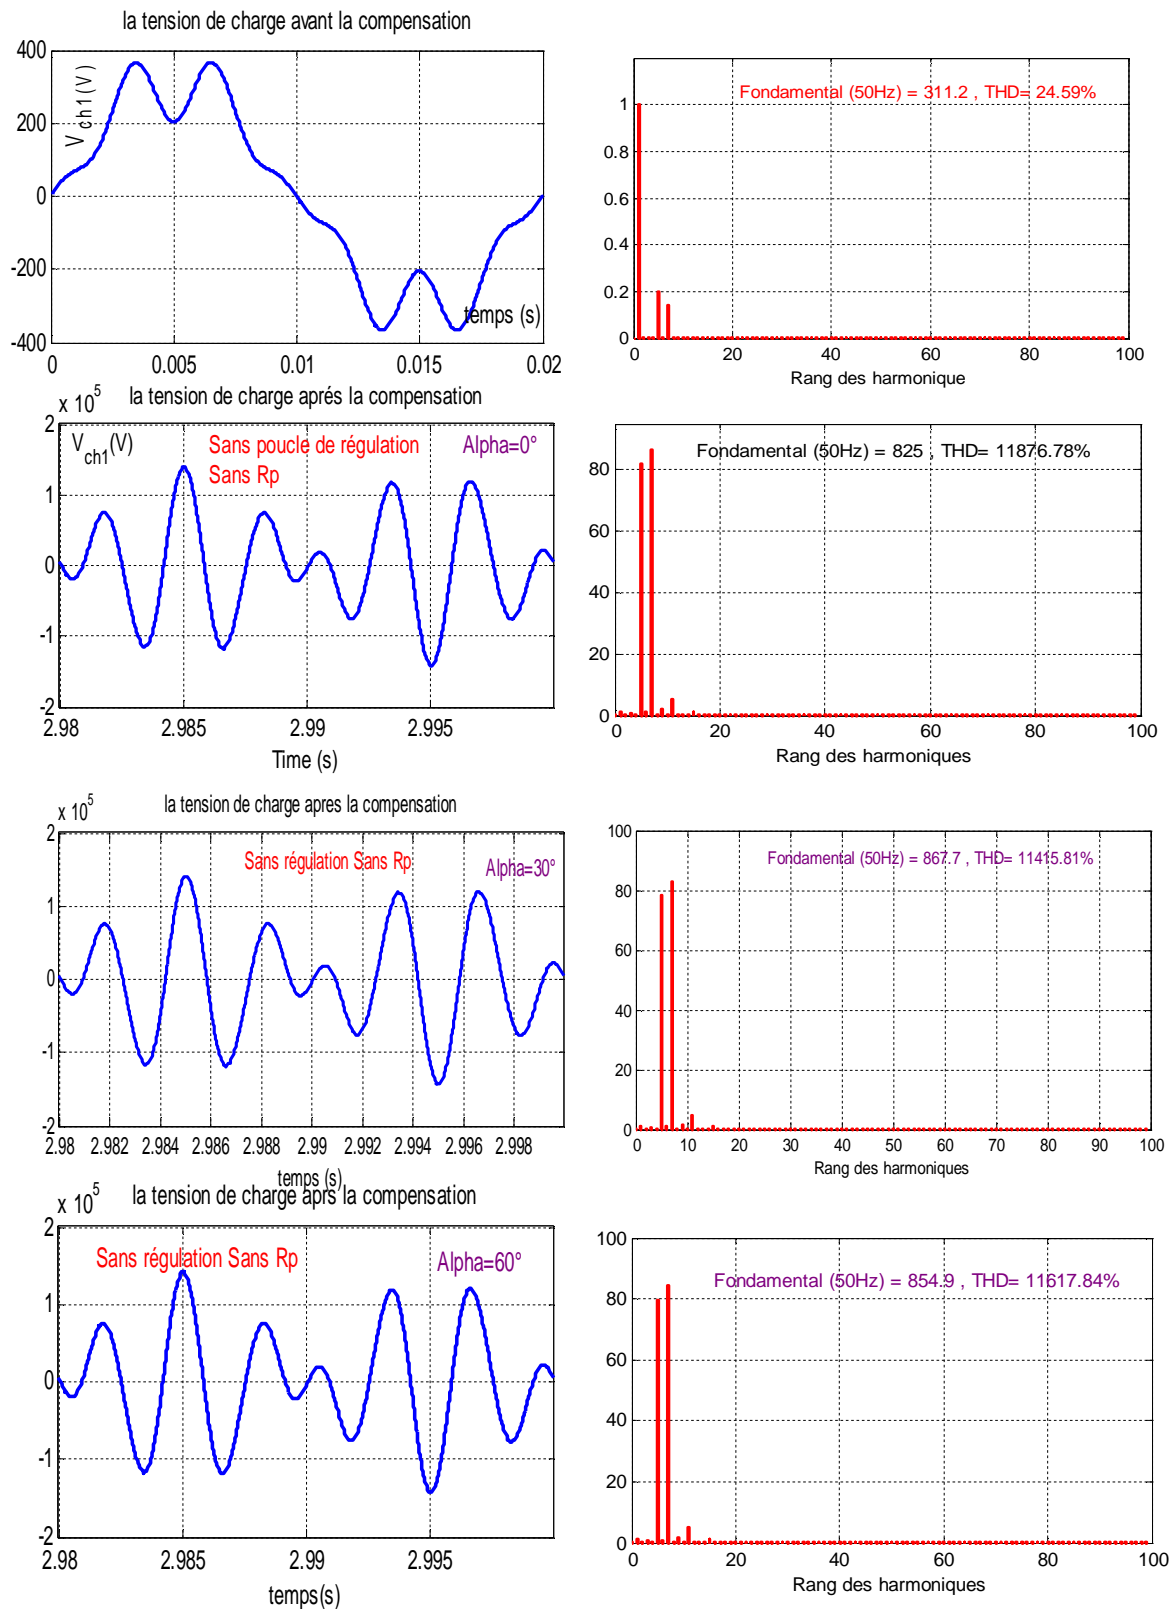 la tension de charge avant la compensation
400
200
0
-200
-400
V ch1 (V)
temps (s)
0 0.005 0.01 0.015 0.02
Fondamental (50Hz) = 311.2 , THD= 24.59%
1
0.8
0.6
0.4
0.2
0
0 20 40 60 80 100
Rang des harmonique
x 10^5
la tension de charge aprés la compensation
2
1
0
-1
-2
V_ch1(V)
Sans poucle de régulation
Sans Rp
Alpha=0°
2.98 2.985 2.99 2.995
Time (s)
Fondamental (50Hz) = 825 , THD= 11876.78%
80
60
40
20
0
0 20 40 60 80 100
Rang des harmoniques
x 10^5
la tension de charge apres la compensation
2
1
0
-1
-2
Sans régulation Sans Rp
Alpha=30°
2.98 2.982 2.984 2.986 2.988 2.99 2.992 2.994 2.996 2.998
temps (s)
Fondamental (50Hz) = 867.7 , THD= 11415.81%
100
80
60
40
20
0
0 10 20 30 40 50 60 70 80 90 100
Rang des harmoniques
x 10^5
la tension de charge aprs la compensation
2
1
0
-1
-2
Sans régulation Sans Rp
Alpha=60°
2.98 2.985 2.99 2.995
temps(s)
Fondamental (50Hz) = 854.9 , THD= 11617.84%
100
80
60
40
20
0
0 20 40 60 80 100
Rang des harmoniques